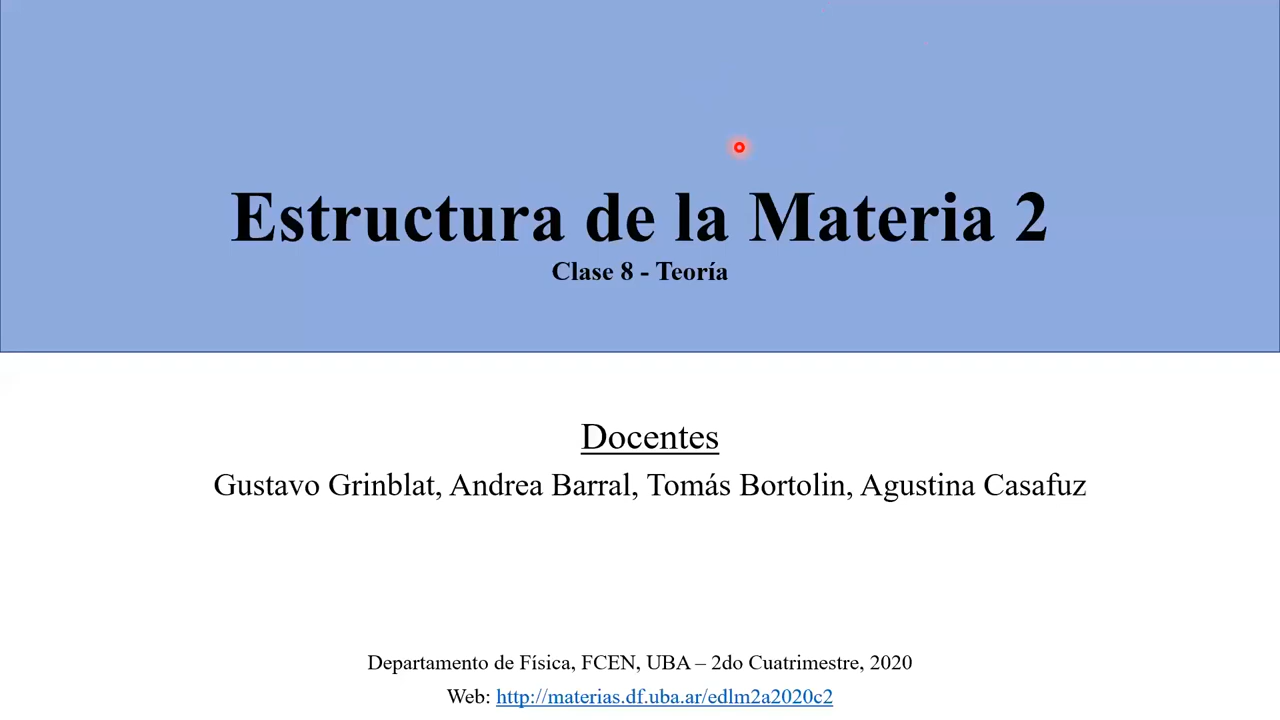 Estructura de la Materia 2
Clase 8 - Teoría
Docentes
Gustavo Grinblat, Andrea Barral, Tomás Bortolin, Agustina Casafuz
Departamento de Física, FCEN, UBA – 2do Cuatrimestre, 2020
Web: http://materias.df.uba.ar/edlm2a2020c2